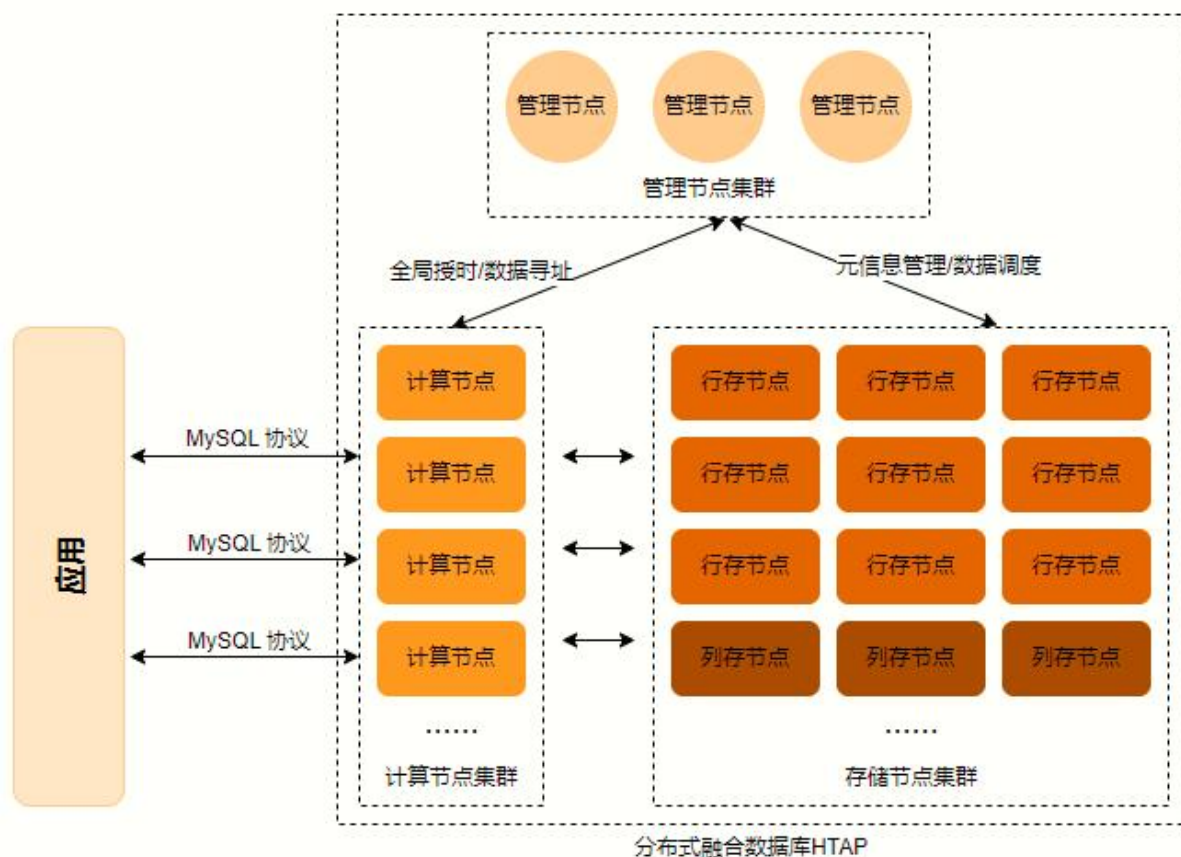 管理节点 管理节点 管理节点
管理节点集群
全局授时/数据寻址
元信息管理/数据调度
应用
MySQL 协议
MySQL 协议
MySQL 协议
计算节点
计算节点
计算节点
计算节点
······
计算节点集群
行存节点 行存节点 行存节点
行存节点 行存节点 行存节点
行存节点 行存节点 行存节点
列存节点 列存节点 列存节点
······
存储节点集群
分布式融合数据库HTAP